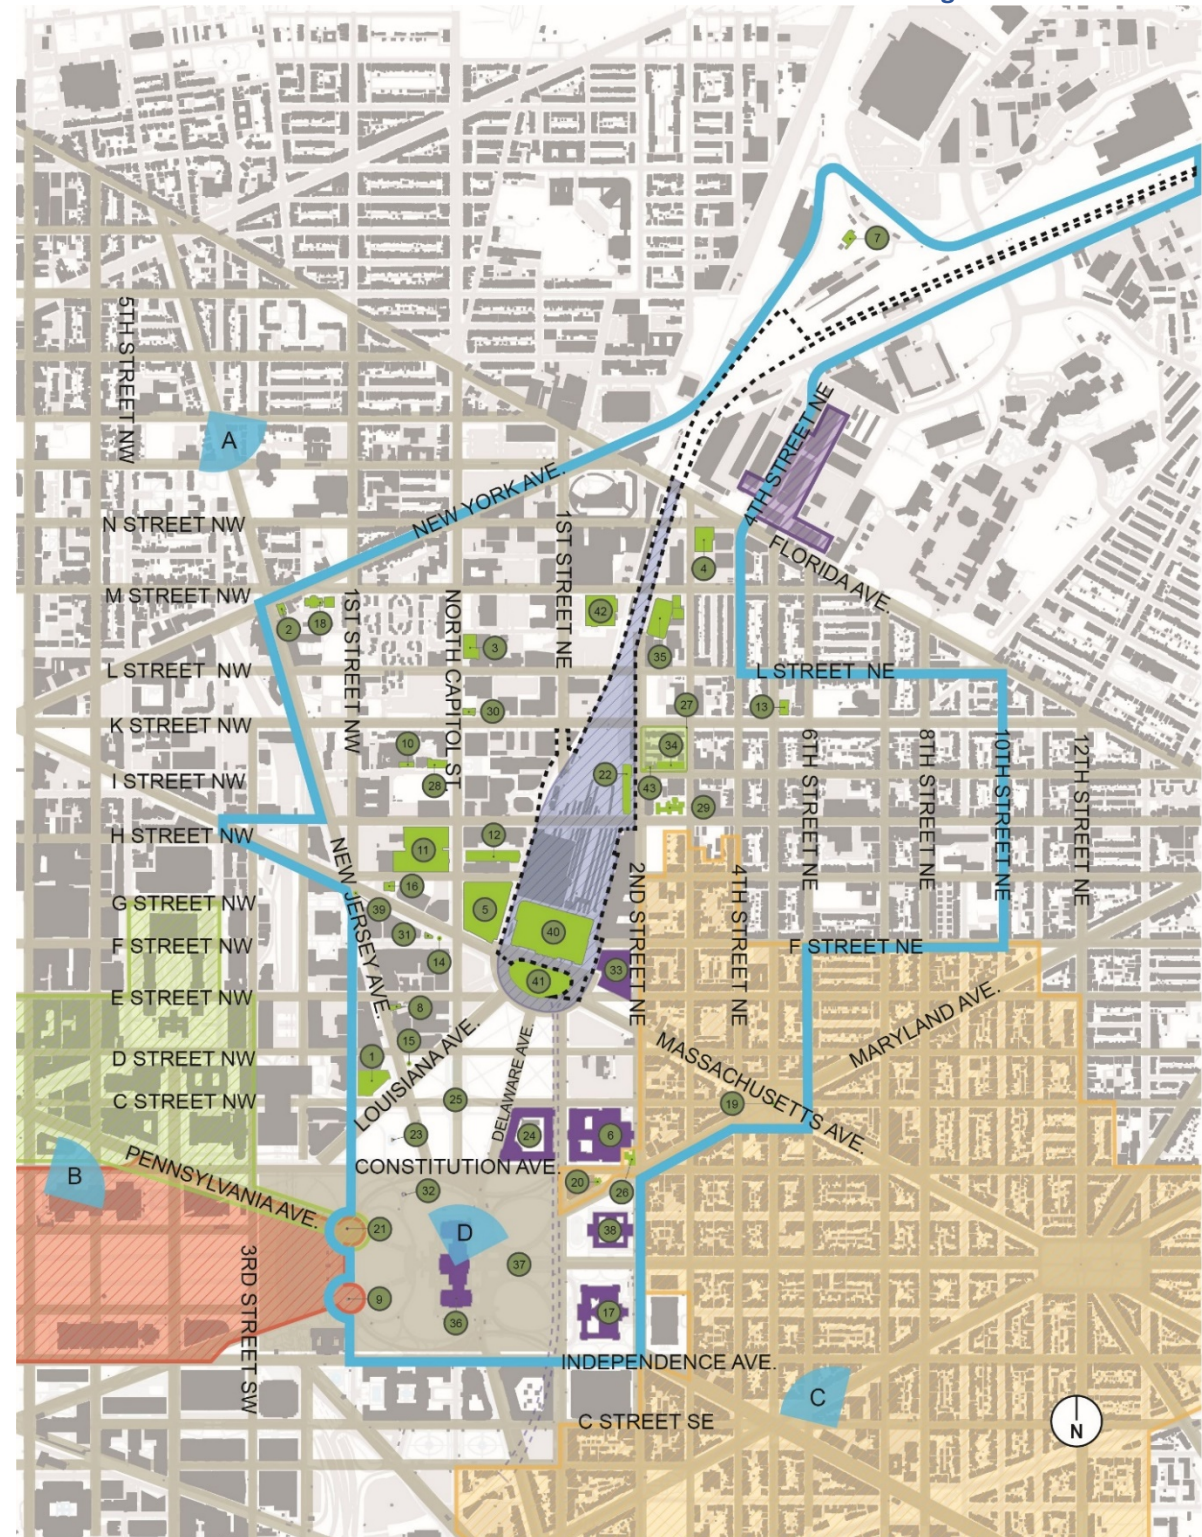 7
5TH STREET NW
A
4TH STREET NE
NEW YORK AVE.
N STREET NW
1ST STREET NE
4
FLORIDA AVE.
M STREET NW
2
18
1ST STREET NW
NORTH CAPITOL ST.
42
3
35
L STREET NW
L STREET NE
27
13
30
K STREET NW
10
34
6TH STREET NE
8TH STREET NE
10TH STREET NE
12TH STREET NE
I STREET NW
28
22
43
29
H STREET NW
12
11
NEW JERSEY AVE.
16
2ND STREET NE
4TH STREET NE
G STREET NW
39
5
31
40
F STREET NW
F STREET NE
14
33
41
E STREET NW
8
MARYLAND AVE.
15
LOUISIANA AVE.
DELAWARE AVE.
MASSACHUSETTS AVE.
D STREET NW
1
C STREET NW
25
19
23
24
6
CONSTITUTION AVE.
B
PENNSYLVANIA AVE.
32
20
26
21
D
38
37
3RD STREET SW
9
36
17
INDEPENDENCE AVE.
C
C STREET SE
N